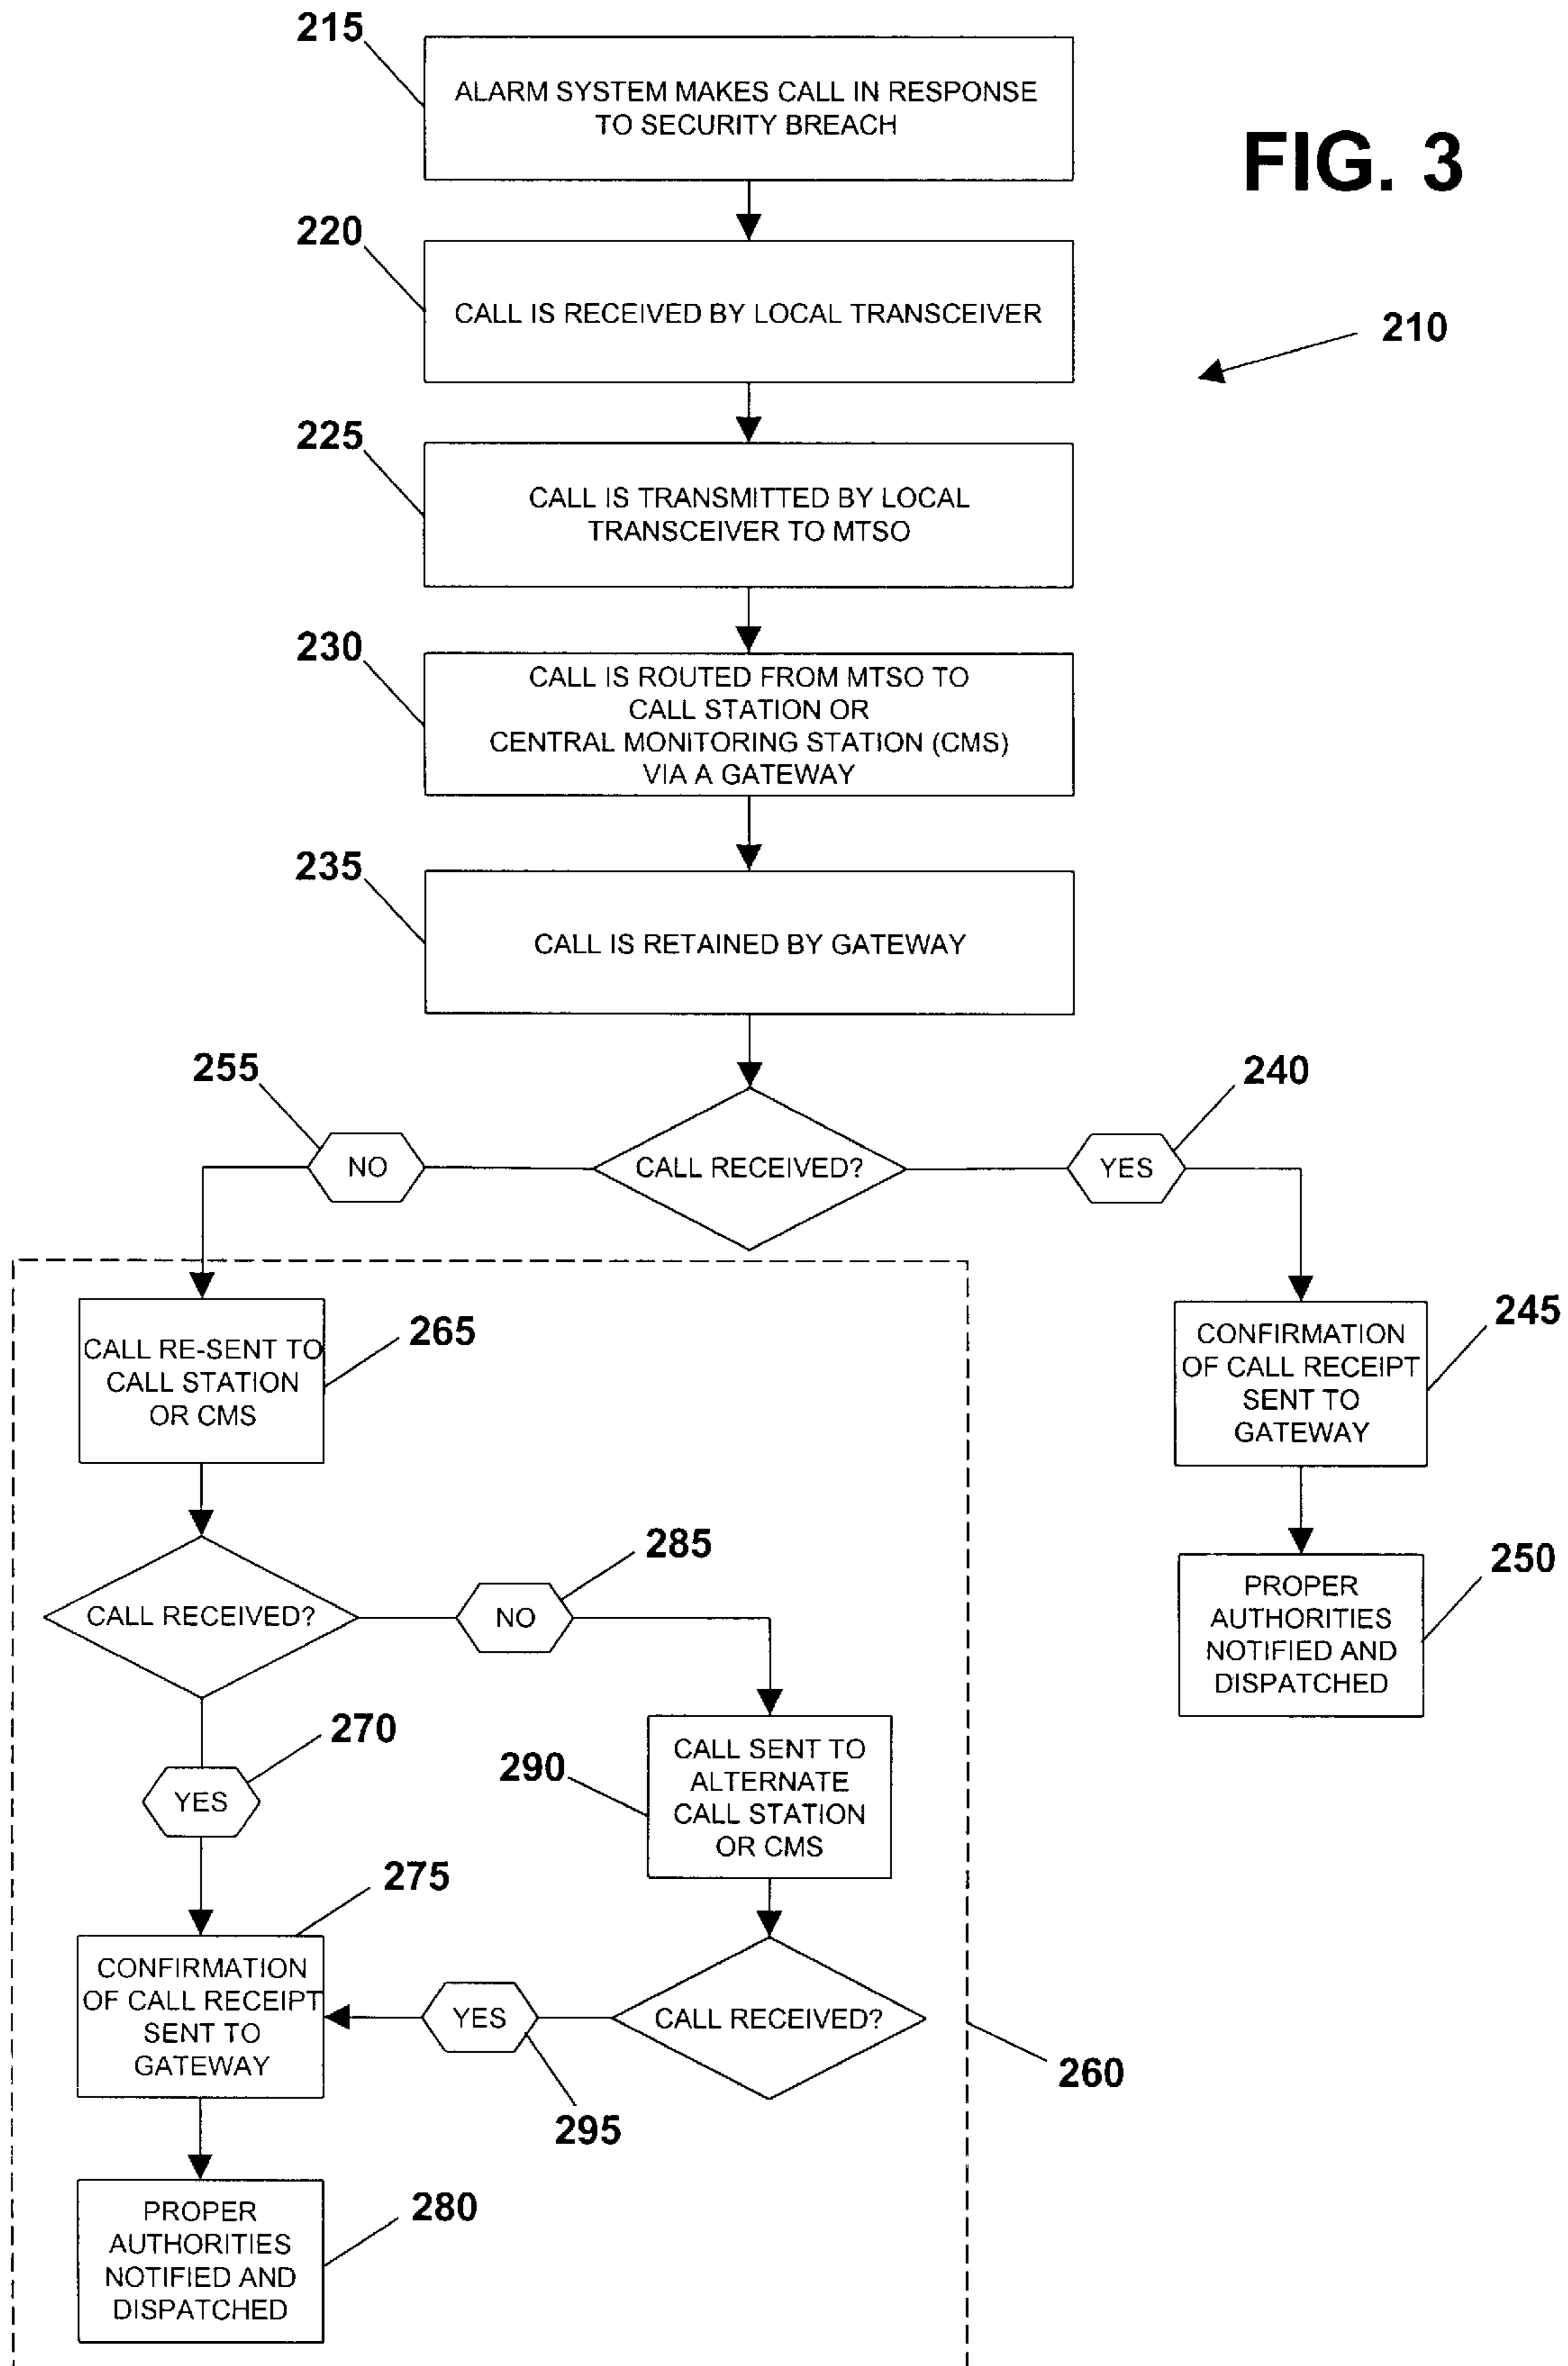 215
ALARM SYSTEM MAKES CALL IN RESPONSE
TO SECURITY BREACH
FIG. 3
220
CALL IS RECEIVED BY LOCAL TRANSCEIVER
210
225
CALL IS TRANSMITTED BY LOCAL
TRANSCEIVER TO MTSO
230
CALL IS ROUTED FROM MTSO TO
CALL STATION OR
CENTRAL MONITORING STATION (CMS)
VIA A GATEWAY
235
CALL IS RETAINED BY GATEWAY
255
240
NO
CALL RECEIVED?
YES
265
CALL RE-SENT TO
CALL STATION
OR CMS
245
CONFIRMATION
OF CALL RECEIPT
SENT TO
GATEWAY
285
CALL RECEIVED?
NO
250
PROPER
AUTHORITIES
NOTIFIED AND
DISPATCHED
270
YES
290
CALL SENT TO
ALTERNATE
CALL STATION
OR CMS
275
CONFIRMATION
OF CALL RECEIPT
SENT TO
GATEWAY
YES
CALL RECEIVED?
260
295
280
PROPER
AUTHORITIES
NOTIFIED AND
DISPATCHED